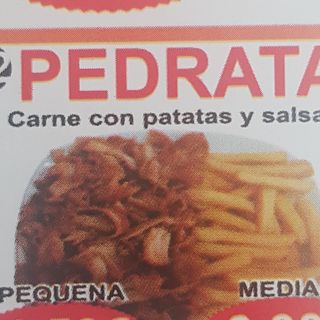 PEDRATA
Carne con patatas y salsa
PEQUENA MEDIA